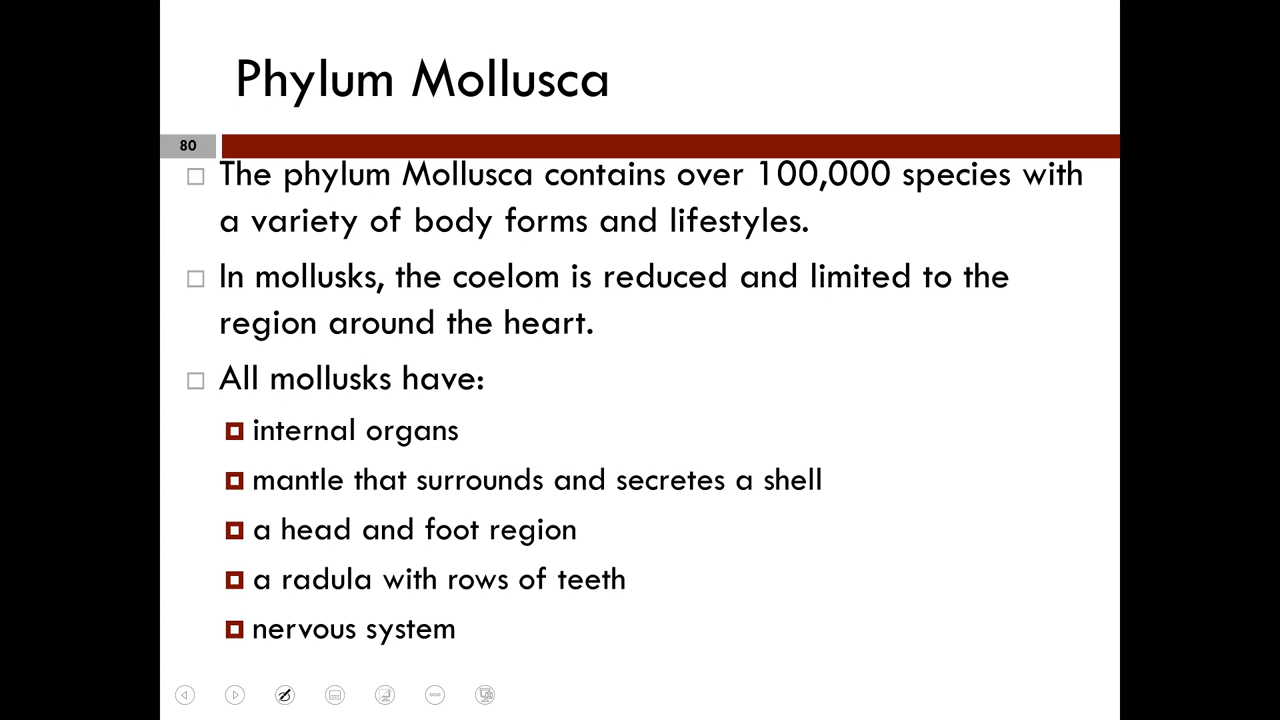 Phylum Mollusca
80
The phylum Mollusca contains over 100,000 species with
a variety of body forms and lifestyles.
In mollusks, the coelom is reduced and limited to the
region around the heart.
All mollusks have:
internal organs
mantle that surrounds and secretes a shell
a head and foot region
a radula with rows of teeth
nervous system